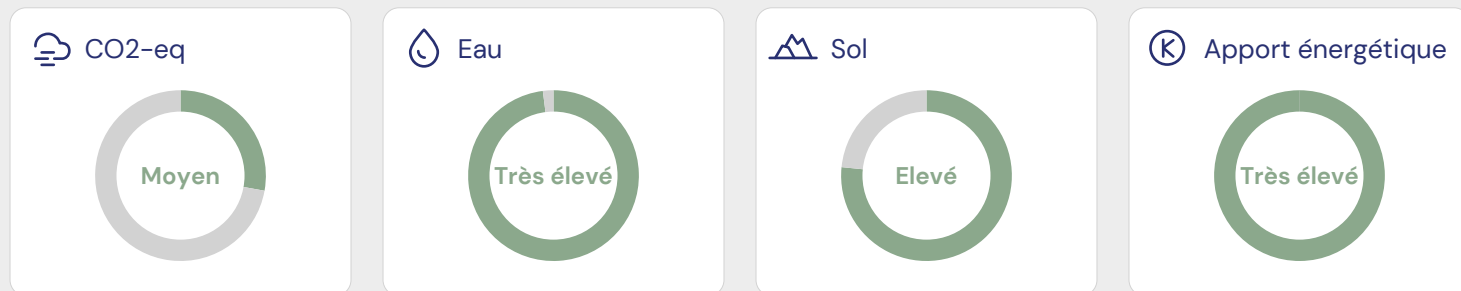 CO2-eq
Moyen
Eau
Très élevé
Sol
Elevé
Apport énergétique
Très élevé